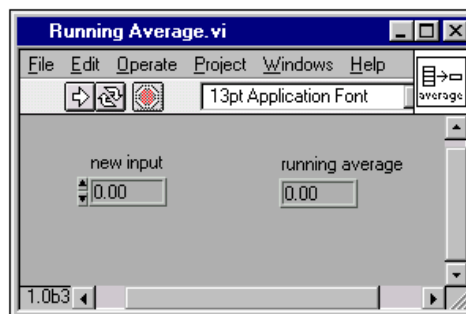 Running Average.vi
File Edit Operate Project Windows Help
13pt Application Font
average
new input
running average
0.00
0.00
1.0b3